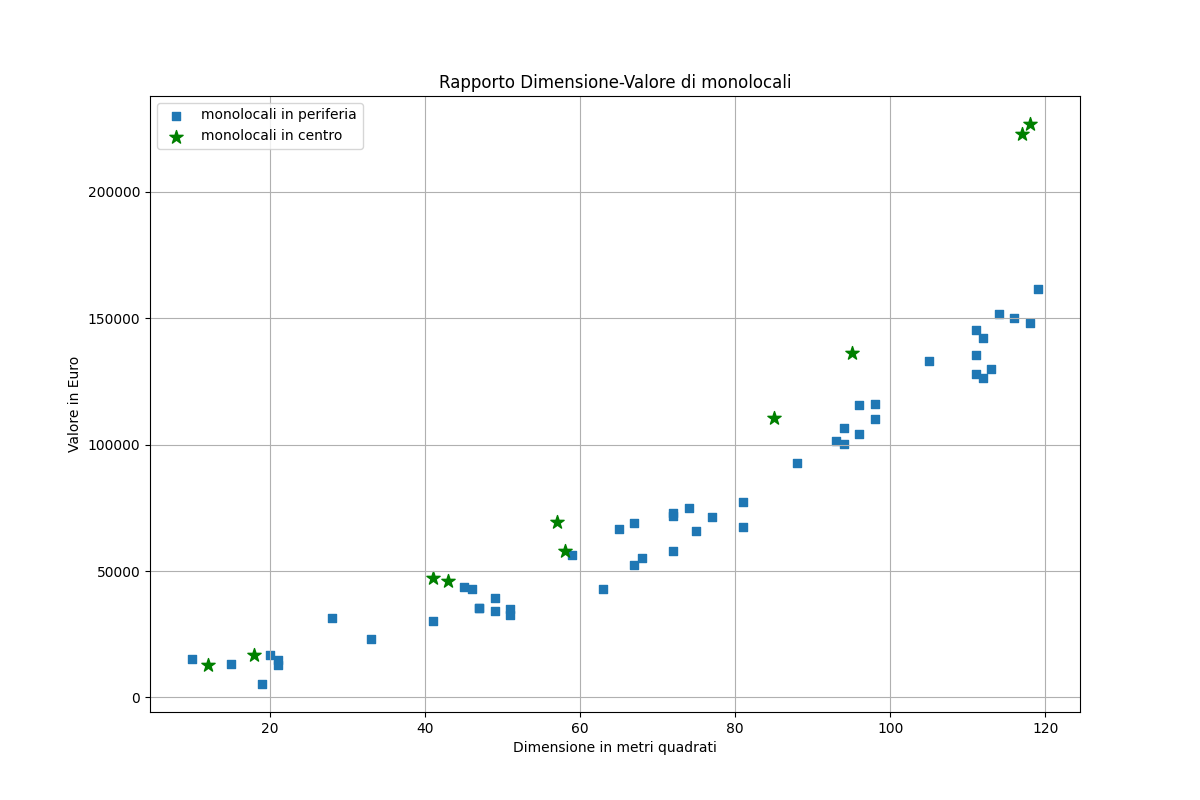 Rapporto Dimensione-Valore di monolocali
monolocali in periferia
monolocali in centro
Valore in Euro
200000
150000
100000
50000
0
20
40
60
80
100
120
Dimensione in metri quadrati